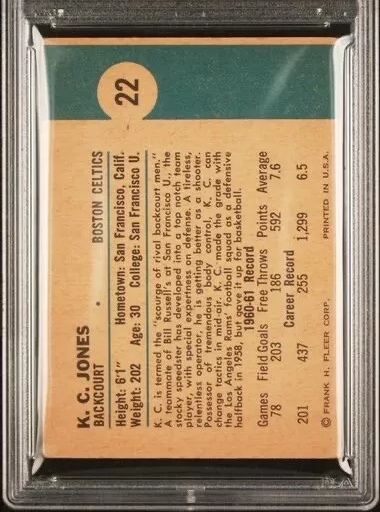 22
K. C. JONES
BACKCOURT • BOSTON CELTICS
Height: 6'1" Hometown: San Francisco, Calif.
Weight: 202 Age: 30 College: San Francisco U.
K. C. is termed the "scourge of rival backcourt men."
A teammate of Bill Russell's at San Francisco U., the
stocky speedster has developed into a top notch team
player, with special expertness on defense. A tireless,
relentless operator, he is getting better as a shooter.
Possessor of tremendous body control, K. C. can
change tactics in mid-air. K. C. made the grade with
the Los Angeles Rams' football squad as a defensive
halfback in 1958, but gave it up for basketball.
1960-61 Record
Games Field Goals Free Throws Points Average
78 203 186 592 7.6
Career Record
201 437 255 1,299 6.5
© FRANK H. FLEER CORP. PRINTED IN U.S.A.